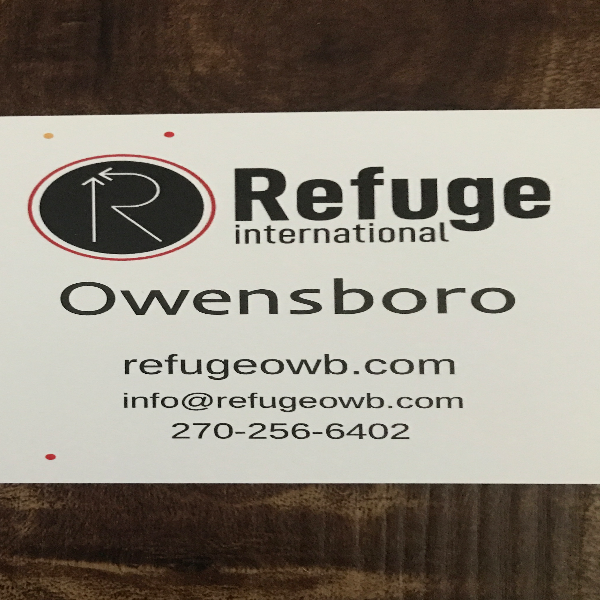 R
Refuge
international
Owensboro
refugeowb.com
info@refugeowb.com
270-256-6402